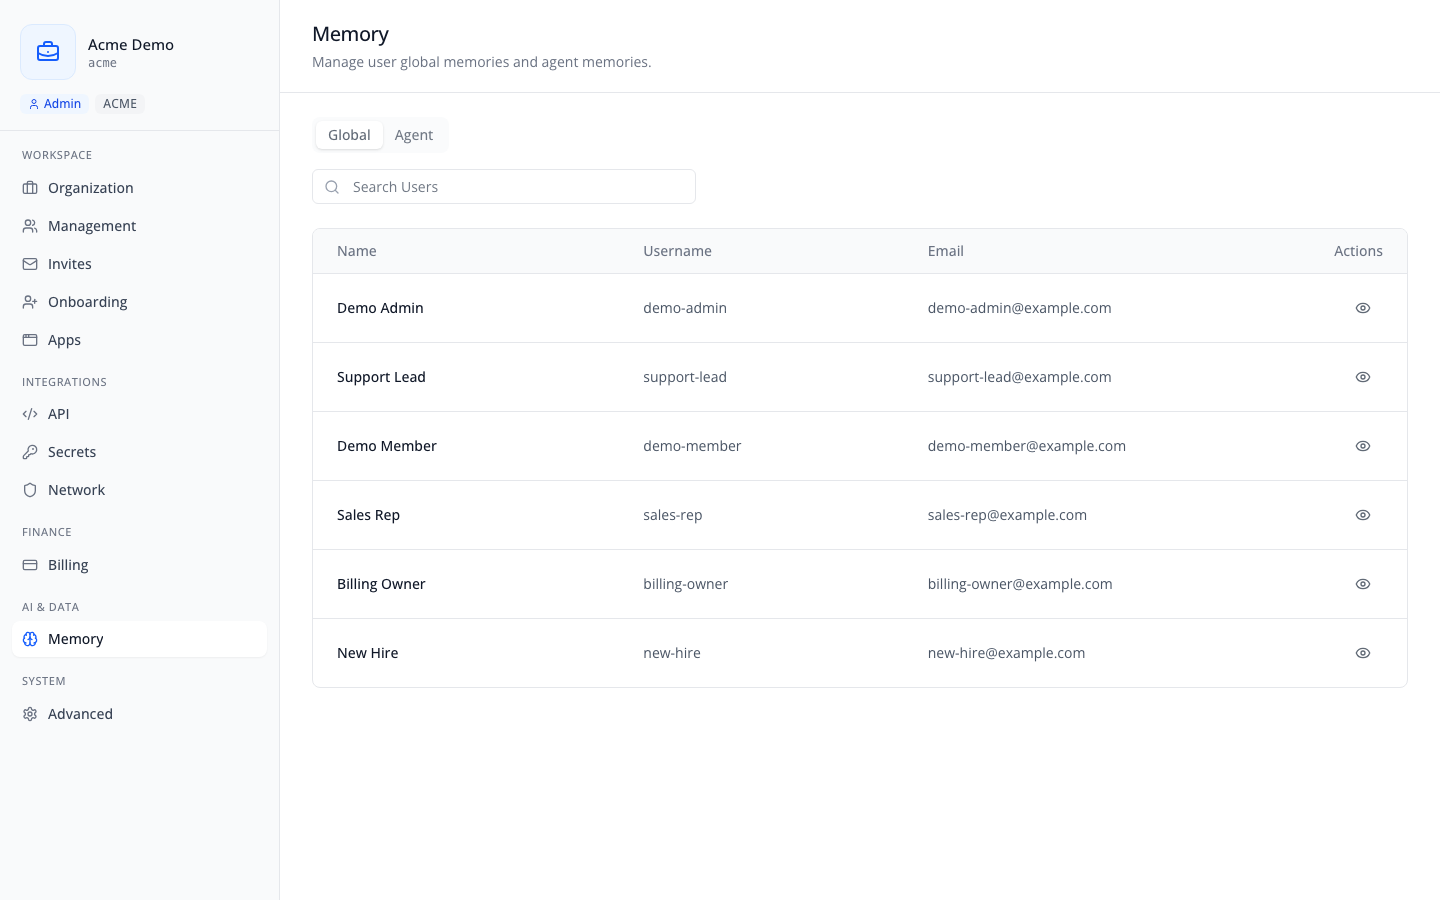 Acme Demo
acme
Admin
ACME
WORKSPACE
Organization
Management
Invites
Onboarding
Apps
INTEGRATIONS
API
Secrets
Network
FINANCE
Billing
AI & DATA
Memory
SYSTEM
Advanced
Memory
Manage user global memories and agent memories.
Global Agent
Search Users
Name Username Email Actions
Demo Admin demo-admin demo-admin@example.com
Support Lead support-lead support-lead@example.com
Demo Member demo-member demo-member@example.com
Sales Rep sales-rep sales-rep@example.com
Billing Owner billing-owner billing-owner@example.com
New Hire new-hire new-hire@example.com